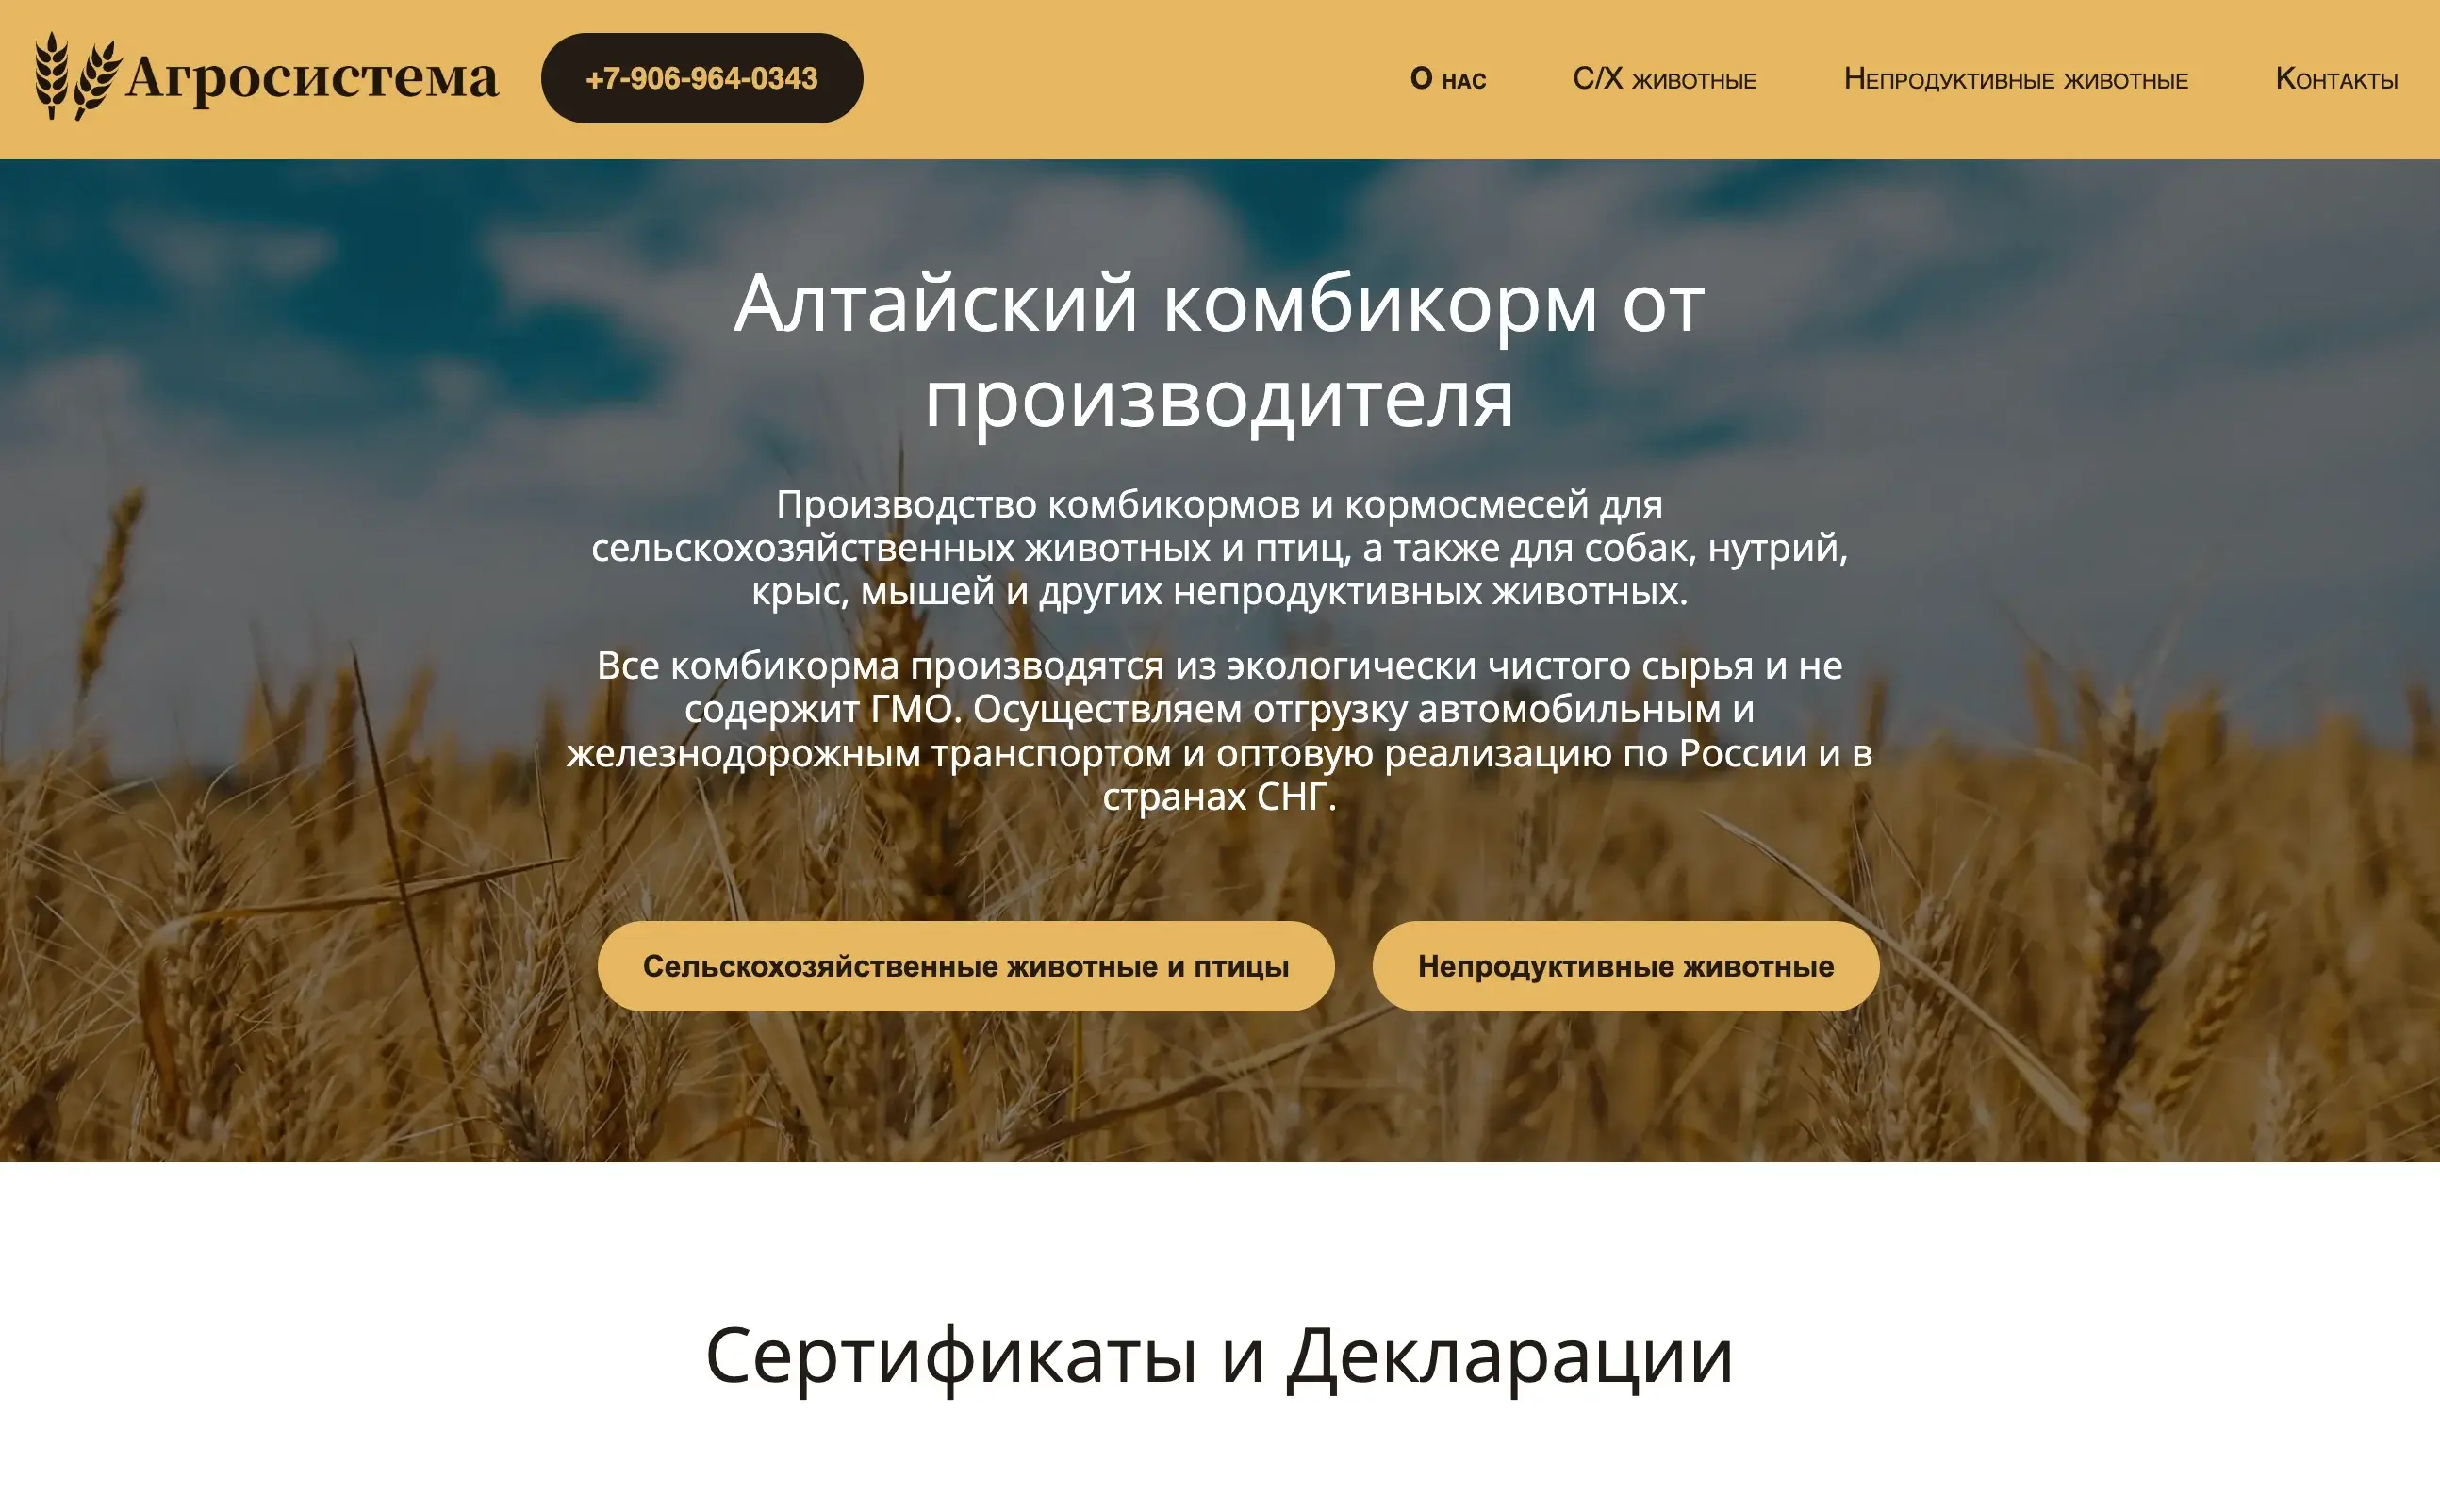 Агросистема
+7-906-964-0343
О нас
С/Х животные
Непродуктивные животные
Контакты
Алтайский комбикорм от
производителя
Производство комбикормов и кормосмесей для
сельскохозяйственных животных и птиц, а также для собак, нутрий,
крыс, мышей и других непродуктивных животных.
Все комбикорма производятся из экологически чистого сырья и не
содержит ГМО. Осуществляем отгрузку автомобильным и
железнодорожным транспортом и оптовую реализацию по России и в
странах СНГ.
Сельскохозяйственные животные и птицы
Непродуктивные животные
Сертификаты и Декларации